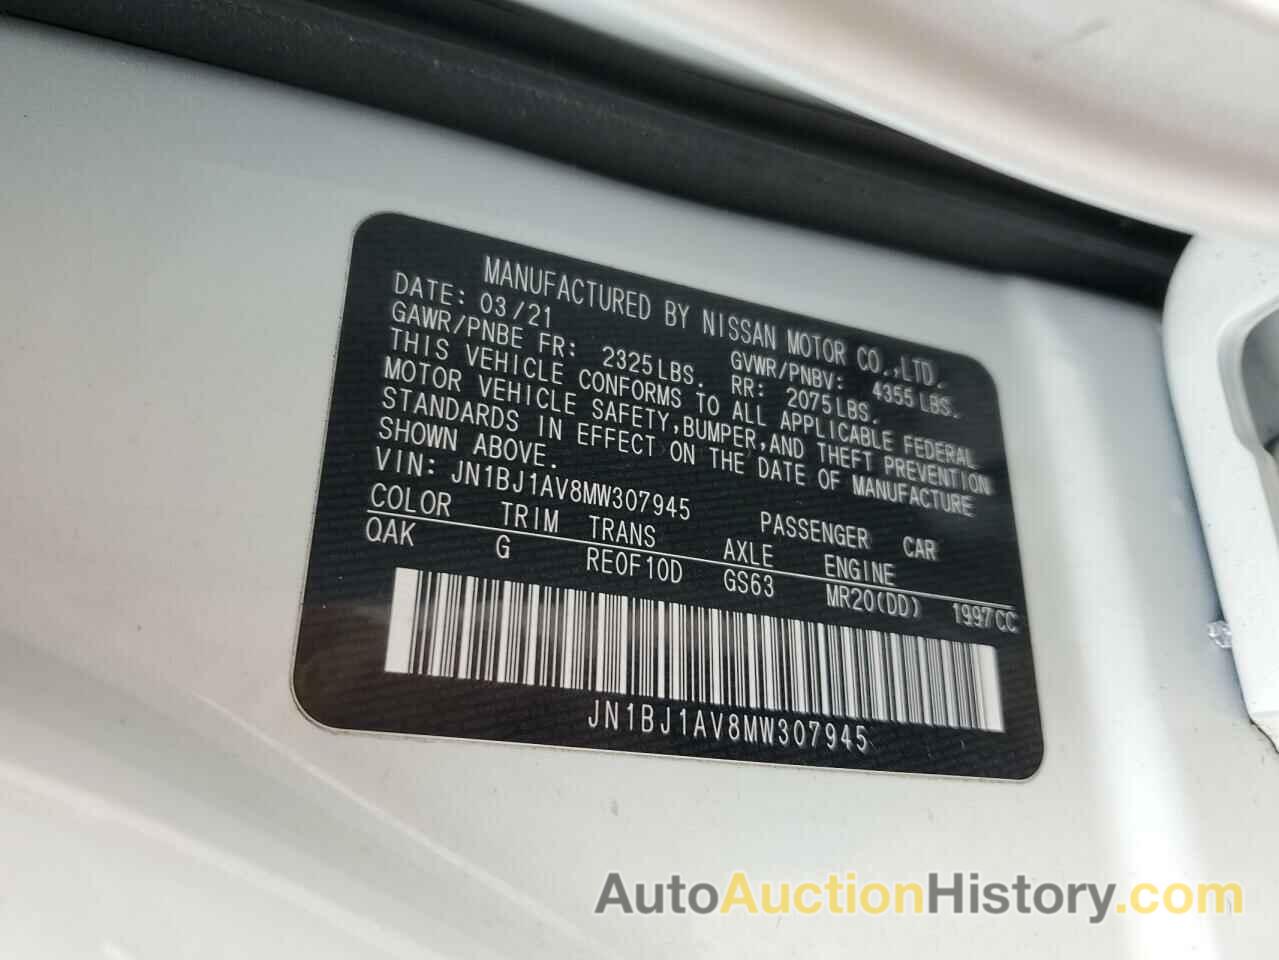 MANUFACTURED BY NISSAN MOTOR CO.,LTD.
DATE: 03/21 GVWR/PNBV: 4355LBS.
GAWR/PNBE FR: 2325LBS. RR: 2075LBS.
THIS VEHICLE CONFORMS TO ALL APPLICABLE FEDERAL
MOTOR VEHICLE SAFETY,BUMPER,AND THEFT PREVENTION
STANDARDS IN EFFECT ON THE DATE OF MANUFACTURE
SHOWN ABOVE.
VIN: JN1BJ1AV8MW307945 PASSENGER CAR
COLOR TRIM TRANS AXLE ENGINE
QAK G RE0F10D GS63 MR20(DD) 1997CC
JN1BJ1AV8MW307945
AutoAuctionHistory.com